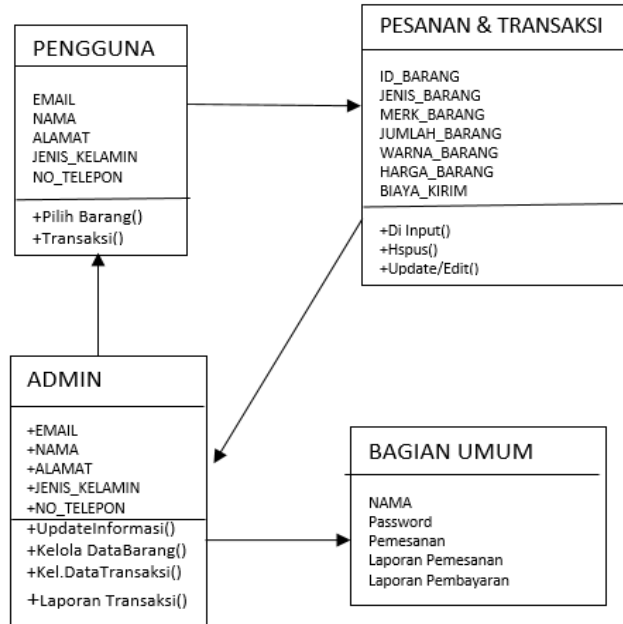 PENGGUNA
EMAIL
NAMA
ALAMAT
JENIS_KELAMIN
NO_TELEPON
+Pilih Barang()
+Transaksi()
PESANAN & TRANSAKSI
ID_BARANG
JENIS_BARANG
MERK_BARANG
JUMLAH_BARANG
WARNA_BARANG
HARGA_BARANG
BIAYA_KIRIM
+Di Input()
+Hspus()
+Update/Edit()
ADMIN
+EMAIL
+NAMA
+ALAMAT
+JENIS_KELAMIN
+NO_TELEPON
+UpdateInformasi()
+Kelola DataBarang()
+Kel.DataTransaksi()
+Laporan Transaksi()
BAGIAN UMUM
NAMA
Password
Pemesanan
Laporan Pemesanan
Laporan Pembayaran